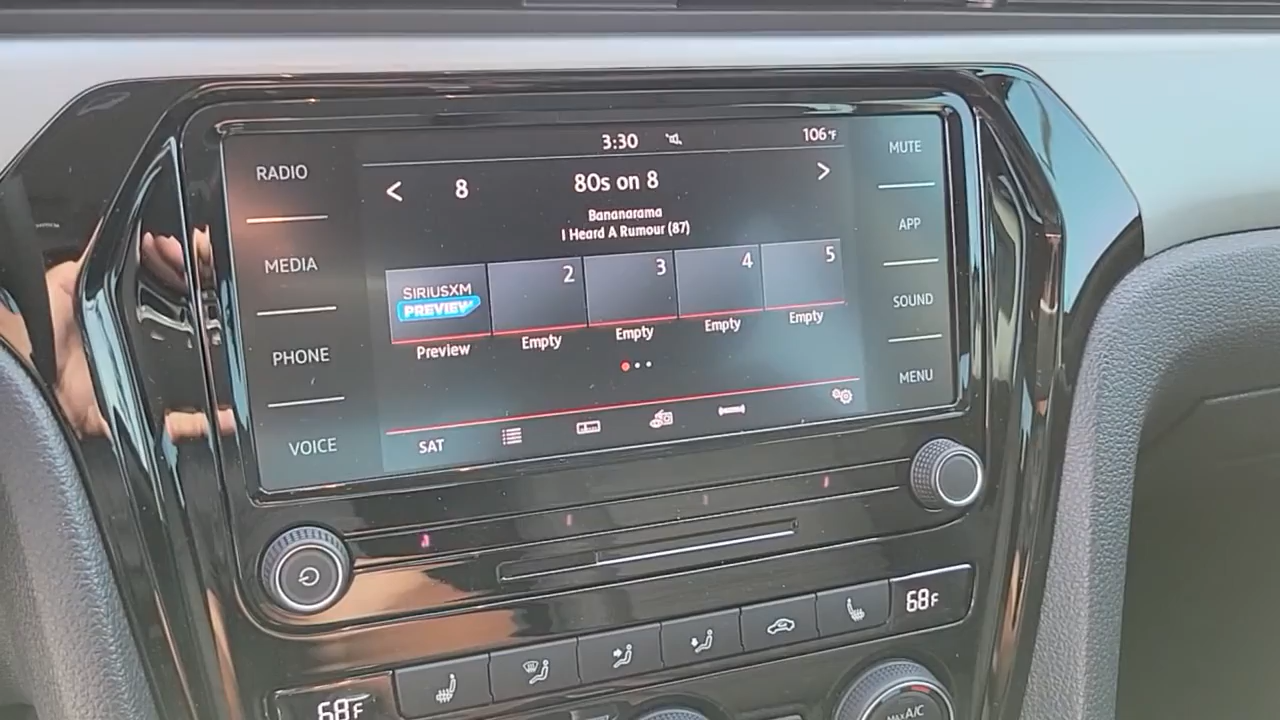 3:30
106°F
RADIO
MEDIA
PHONE
VOICE
< 8 80s on 8 >
Bananarama
I Heard A Rumour (87)
SIRIUSXM
PREVIEW
2
3
4
5
Preview
Empty
Empty
Empty
Empty
SAT
MUTE
APP
SOUND
MENU
68F
68F
MAX A/C